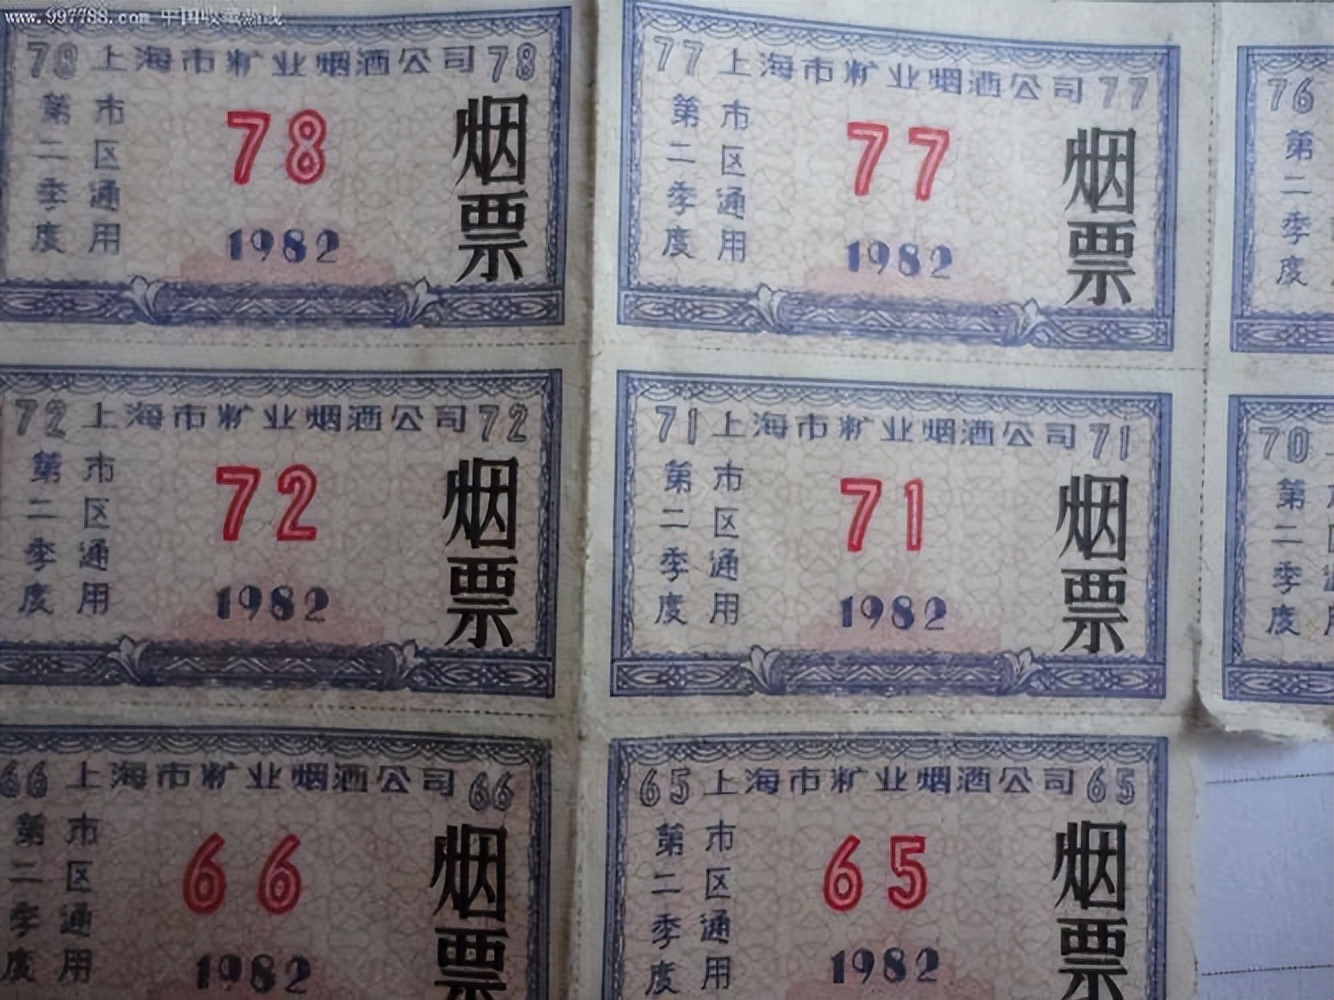 www.997788.com 中国收藏热线
78 上海市糖业烟酒公司 78
第二季度
市区通用
78
1982
烟票
77 上海市糖业烟酒公司 77
第二季度
市区通用
77
1982
烟票
76
第二季度
72 上海市糖业烟酒公司 72
第二季度
市区通用
72
1982
烟票
71 上海市糖业烟酒公司 71
第二季度
市区通用
71
1982
烟票
70
第二季度
66 上海市糖业烟酒公司 66
第二季度
市区通用
66
1982
烟票
65 上海市糖业烟酒公司 65
第二季度
市区通用
65
1982
烟票